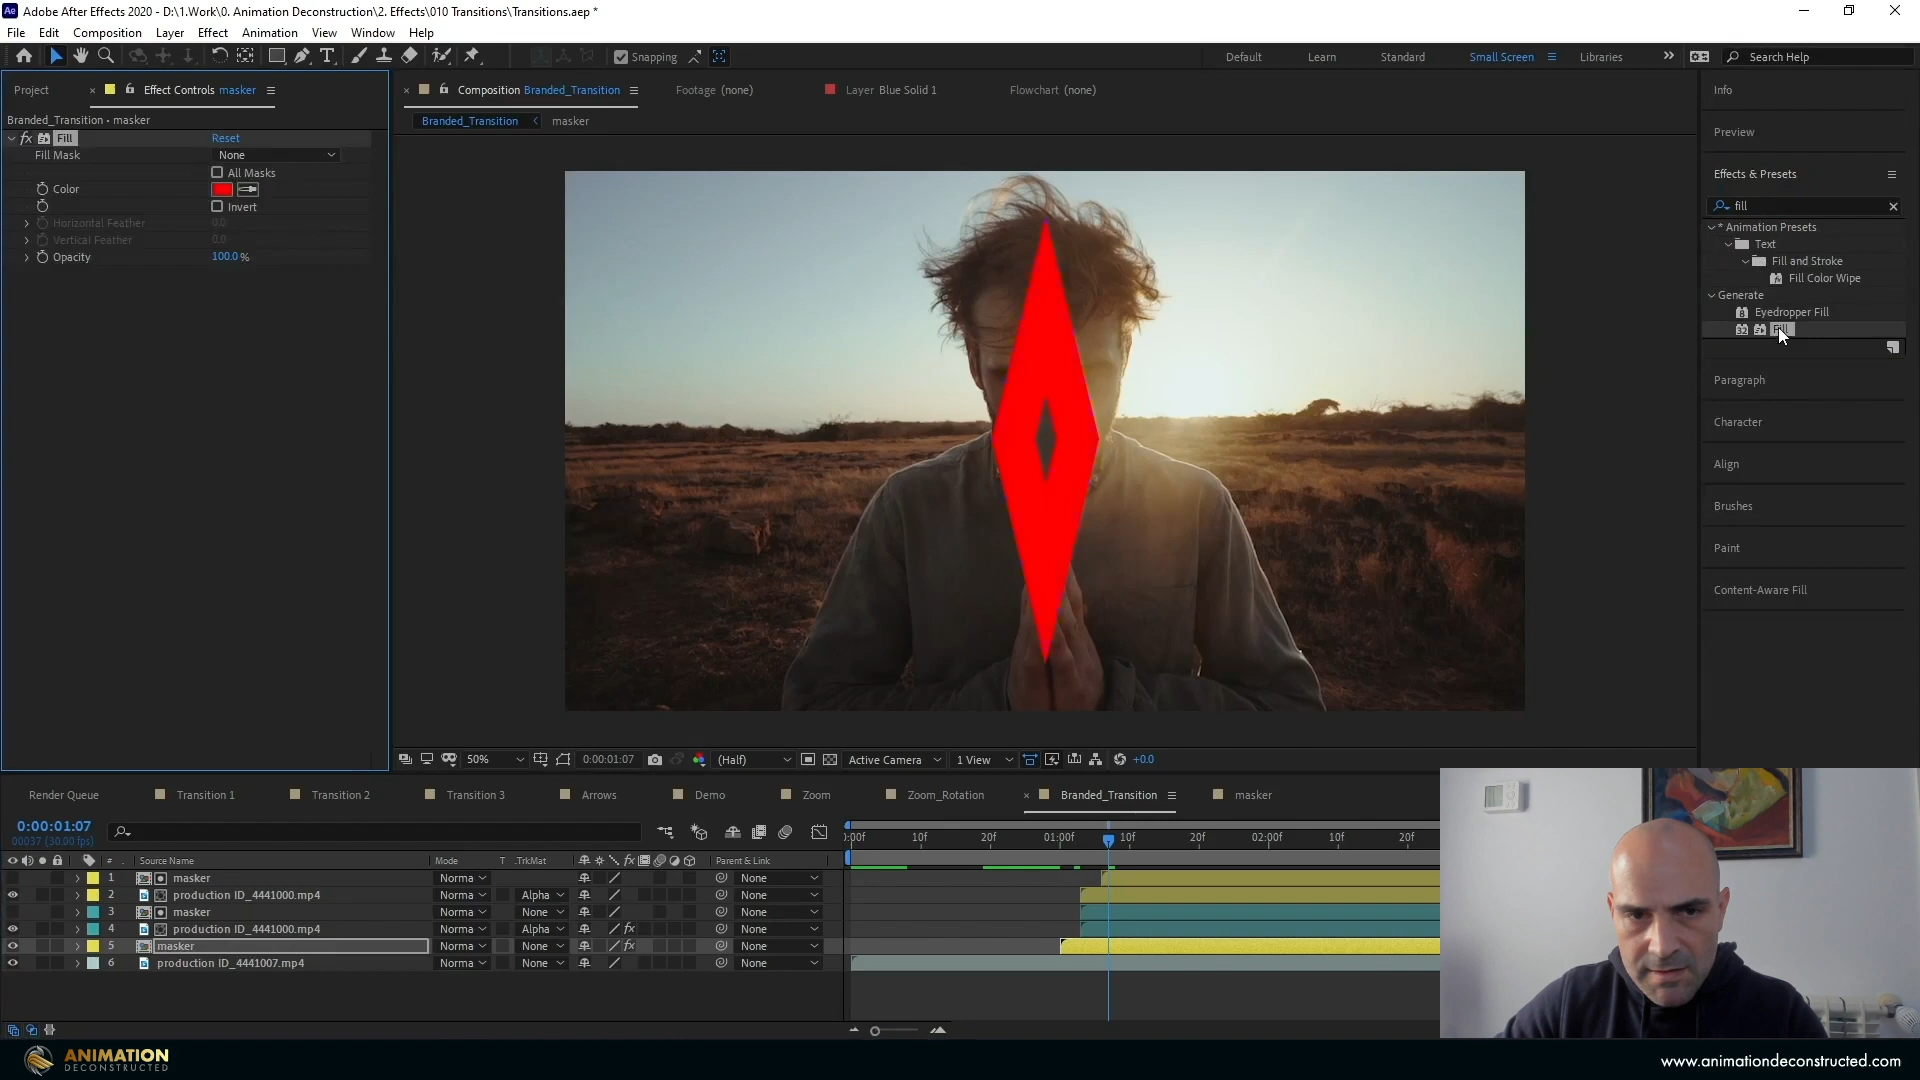 Adobe After Effects 2020 - D:\1.Work\0. Animation Deconstruction\2. Effects\010 Transitions\Transitions.aep *
File Edit Composition Layer Effect Animation View Window Help
Snapping
Default Learn Standard Small Screen Libraries Search Help
Project Effect Controls masker
Composition Branded_Transition Footage (none) Layer Blue Solid 1 Flowchart (none)
Branded_Transition • masker
Branded_Transition masker
fx Fill Reset
Fill Mask None
All Masks
Color
Invert
Horizontal Feather 0.0
Vertical Feather 0.0
Opacity 100.0 %
Info
Preview
Effects & Presets
fill
* Animation Presets
Text
Fill and Stroke
Fill Color Wipe
Generate
Eyedropper Fill
32 Fill
Paragraph
Character
Align
Brushes
Paint
Content-Aware Fill
50% 0:00:01:07 (Half) Active Camera 1 View +0.0
Render Queue Transition 1 Transition 2 Transition 3 Arrows Demo Zoom Zoom_Rotation Branded_Transition masker
0:00:01:07
00037 (30.00 fps)
:00f 10f 20f 01:00f 10f 20f 02:00f 10f 20f
# Source Name Mode T .TrkMat fx Parent & Link
1 masker Norma None
2 production ID_4441000.mp4 Norma Alpha None
3 masker Norma None None
4 production ID_4441000.mp4 Norma Alpha fx None
5 masker Norma None fx None
6 production ID_4441007.mp4 Norma None None
ANIMATION
DECONSTRUCTED
www.animationdeconstructed.com